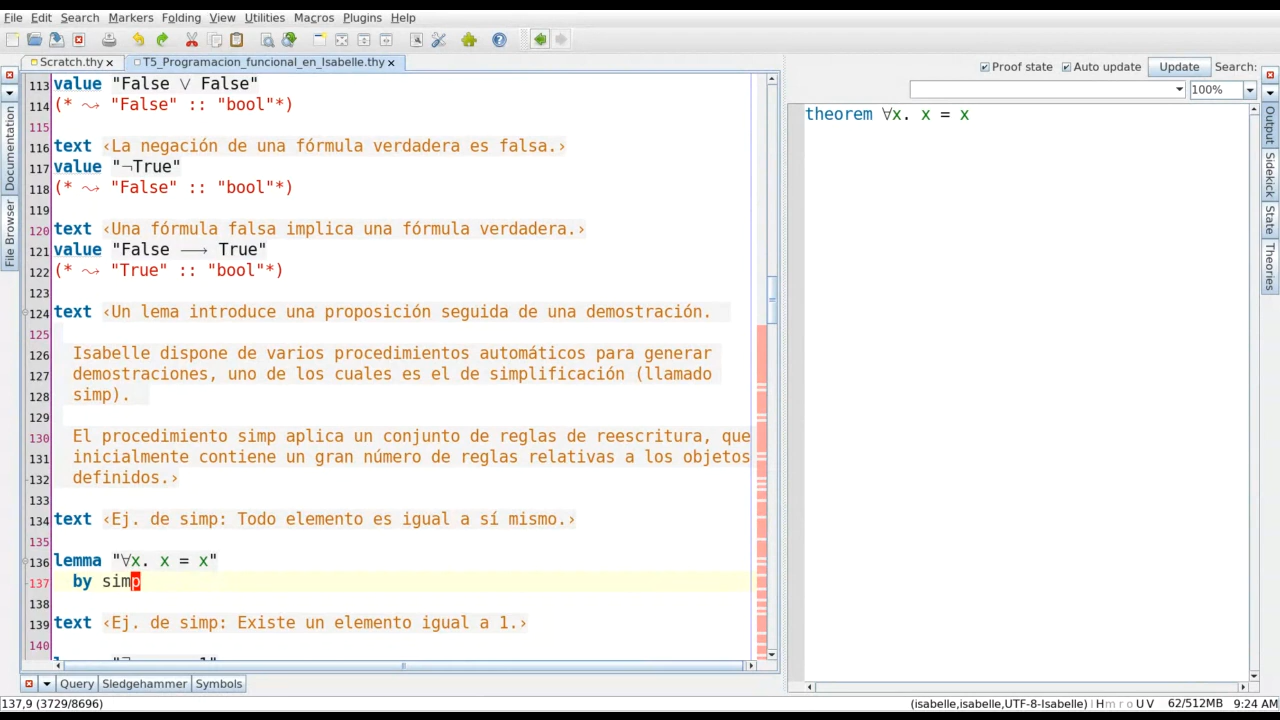 File Edit Search Markers Folding View Utilities Macros Plugins Help
Scratch.thy
T5_Programacion_funcional_en_Isabelle.thy
Proof state
Auto update
Update
Search:
100%
Documentation
File Browser
Output
Sidekick
State
Theories
113 value "False ∨ False"
114 (* ⤳ "False" :: "bool"*)
115
116 text ‹La negación de una fórmula verdadera es falsa.›
117 value "¬True"
118 (* ⤳ "False" :: "bool"*)
119
120 text ‹Una fórmula falsa implica una fórmula verdadera.›
121 value "False ⟶ True"
122 (* ⤳ "True" :: "bool"*)
123
124 text ‹Un lema introduce una proposición seguida de una demostración.
125
126 Isabelle dispone de varios procedimientos automáticos para generar
127 demostraciones, uno de los cuales es el de simplificación (llamado
128 simp).
129
130 El procedimiento simp aplica un conjunto de reglas de reescritura, que
131 inicialmente contiene un gran número de reglas relativas a los objetos
132 definidos.›
133
134 text ‹Ej. de simp: Todo elemento es igual a sí mismo.›
135
136 lemma "∀x. x = x"
137 by simp
138
139 text ‹Ej. de simp: Existe un elemento igual a 1.›
140
theorem ∀x. x = x
Query Sledgehammer Symbols
137,9 (3729/8696)
(isabelle,isabelle,UTF-8-Isabelle) | H m r o U V 62/512MB 9:24 AM